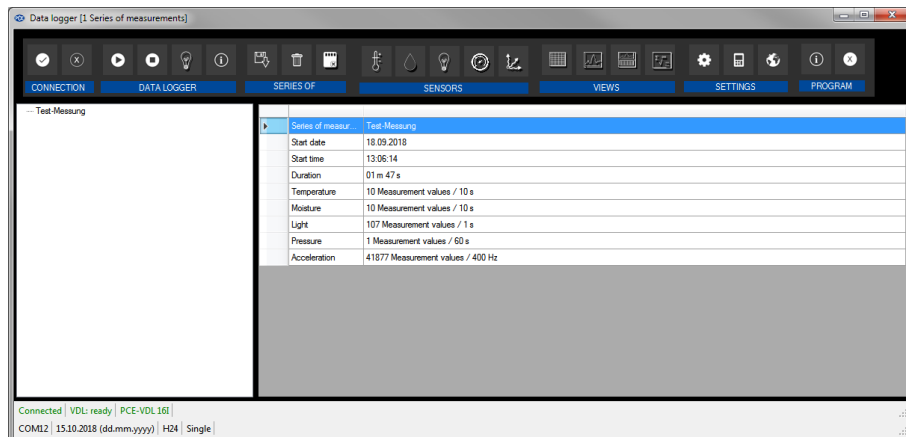 Data logger [1 Series of measurements]
CONNECTION DATA LOGGER SERIES OF SENSORS VIEWS SETTINGS PROGRAM
Test-Messung
Series of measur... Test-Messung
Start date 18.09.2018
Start time 13:06:14
Duration 01 m 47 s
Temperature 10 Measurement values / 10 s
Moisture 10 Measurement values / 10 s
Light 107 Measurement values / 1 s
Pressure 1 Measurement values / 60 s
Acceleration 41877 Measurement values / 400 Hz
Connected VDL: ready PCE-VDL 16I
COM12 15.10.2018 (dd.mm.yyyy) H24 Single